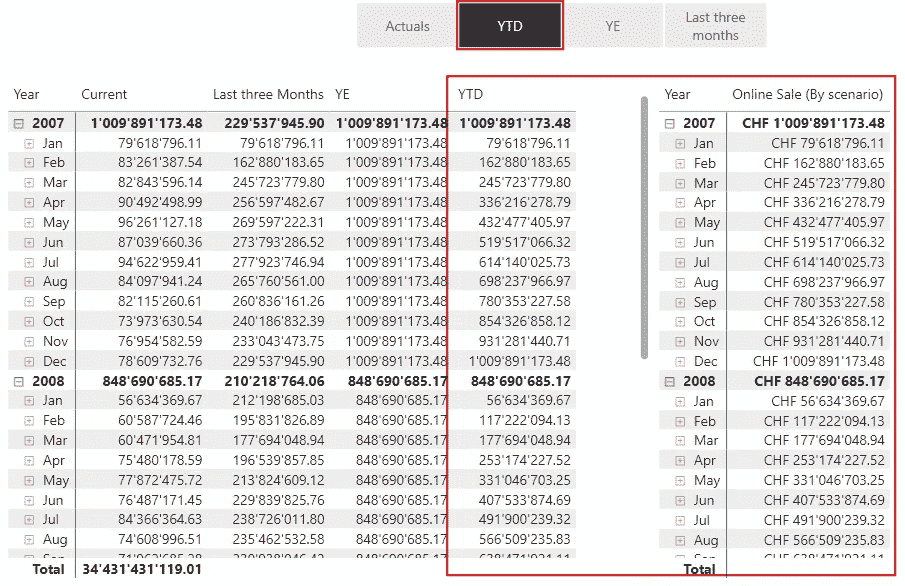 Actuals YTD YE Last three months
Year Current Last three Months YE YTD Year Online Sale (By scenario)
2007 1'009'891'173.48 229'537'945.90 1'009'891'173.48 1'009'891'173.48 2007 CHF 1'009'891'173.48
Jan 79'618'796.11 79'618'796.11 1'009'891'173.48 79'618'796.11 Jan CHF 79'618'796.11
Feb 83'261'387.54 162'880'183.65 1'009'891'173.48 162'880'183.65 Feb CHF 162'880'183.65
Mar 82'843'596.14 245'723'779.80 1'009'891'173.48 245'723'779.80 Mar CHF 245'723'779.80
Apr 90'492'498.99 256'597'482.67 1'009'891'173.48 336'216'278.79 Apr CHF 336'216'278.79
May 96'261'127.18 269'597'222.31 1'009'891'173.48 432'477'405.97 May CHF 432'477'405.97
Jun 87'039'660.36 273'793'286.52 1'009'891'173.48 519'517'066.32 Jun CHF 519'517'066.32
Jul 94'622'959.41 277'923'746.94 1'009'891'173.48 614'140'025.73 Jul CHF 614'140'025.73
Aug 84'097'941.24 265'760'561.00 1'009'891'173.48 698'237'966.97 Aug CHF 698'237'966.97
Sep 82'115'260.61 260'836'161.26 1'009'891'173.48 780'353'227.58 Sep CHF 780'353'227.58
Oct 73'973'630.54 240'186'832.39 1'009'891'173.48 854'326'858.12 Oct CHF 854'326'858.12
Nov 76'954'582.59 233'043'473.75 1'009'891'173.48 931'281'440.71 Nov CHF 931'281'440.71
Dec 78'609'732.76 229'537'945.90 1'009'891'173.48 1'009'891'173.48 Dec CHF 1'009'891'173.48
2008 848'690'685.17 210'218'764.06 848'690'685.17 848'690'685.17 2008 CHF 848'690'685.17
Jan 56'634'369.67 212'198'685.03 848'690'685.17 56'634'369.67 Jan CHF 56'634'369.67
Feb 60'587'724.46 195'831'826.89 848'690'685.17 117'222'094.13 Feb CHF 117'222'094.13
Mar 60'471'954.81 177'694'048.94 848'690'685.17 177'694'048.94 Mar CHF 177'694'048.94
Apr 75'480'178.59 196'539'857.85 848'690'685.17 253'174'227.52 Apr CHF 253'174'227.52
May 77'872'475.72 213'824'609.12 848'690'685.17 331'046'703.25 May CHF 331'046'703.25
Jun 76'487'171.45 229'839'825.76 848'690'685.17 407'533'874.69 Jun CHF 407'533'874.69
Jul 84'366'364.63 238'726'011.80 848'690'685.17 491'900'239.32 Jul CHF 491'900'239.32
Aug 74'608'996.51 235'462'532.58 848'690'685.17 566'509'235.83 Aug CHF 566'509'235.83
Total 34'431'431'119.01 Total